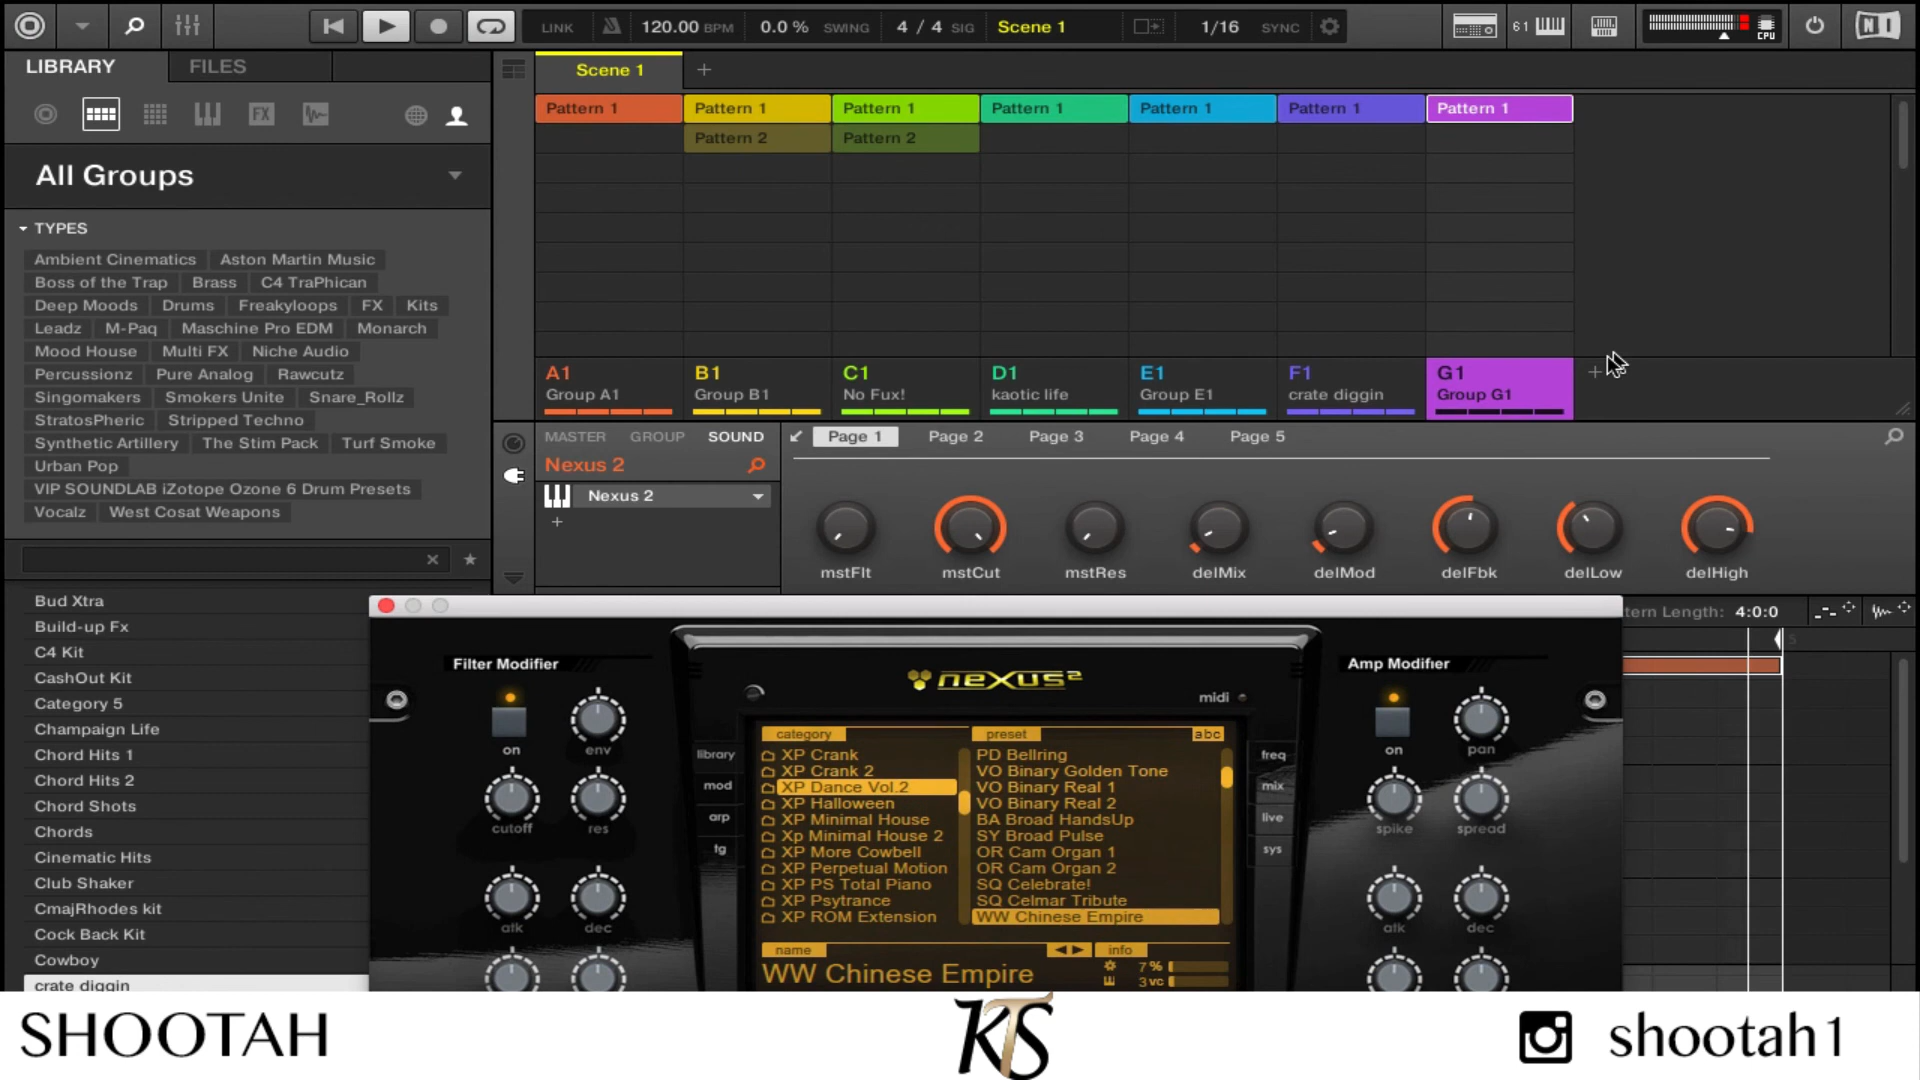 LINK 120.00 BPM 0.0 % SWING 4 / 4 SIG Scene 1 1/16 SYNC 61 CPU NI
LIBRARY FILES
Scene 1 +
Pattern 1 Pattern 1 Pattern 1 Pattern 1 Pattern 1 Pattern 1 Pattern 1
Pattern 2 Pattern 2
FX
All Groups
TYPES
Ambient Cinematics Aston Martin Music
Boss of the Trap Brass C4 TraPhican
Deep Moods Drums Freakyloops FX Kits
Leadz M-Paq Maschine Pro EDM Monarch
Mood House Multi FX Niche Audio
Percussionz Pure Analog Rawcutz
Singomakers Smokers Unite Snare_Rollz
StratosPheric Stripped Techno
Synthetic Artillery The Stim Pack Turf Smoke
Urban Pop
VIP SOUNDLAB iZotope Ozone 6 Drum Presets
Vocalz West Cosat Weapons
A1 B1 C1 D1 E1 F1 G1 +
Group A1 Group B1 No Fux! kaotic life Group E1 crate diggin Group G1
MASTER GROUP SOUND Page 1 Page 2 Page 3 Page 4 Page 5
Nexus 2
Nexus 2
+
mstFlt mstCut mstRes delMix delMod delFbk delLow delHigh
tern Length: 4:0:0
5
Bud Xtra
Build-up Fx
C4 Kit
CashOut Kit
Category 5
Champaign Life
Chord Hits 1
Chord Hits 2
Chord Shots
Chords
Cinematic Hits
Club Shaker
CmajRhodes kit
Cock Back Kit
Cowboy
crate diggin
Filter Modifier
on env
cutoff res
atk dec
nexus2
midi
library
mod
arp
tg
category preset abc
XP Crank PD Bellring
XP Crank 2 VO Binary Golden Tone
XP Dance Vol.2 VO Binary Real 1
XP Halloween VO Binary Real 2
XP Minimal House BA Broad HandsUp
Xp Minimal House 2 SY Broad Pulse
XP More Cowbell OR Cam Organ 1
XP Perpetual Motion OR Cam Organ 2
XP PS Total Piano SQ Celebrate!
XP Psytrance SQ Celmar Tribute
XP ROM Extension WW Chinese Empire
name info
WW Chinese Empire 7 %
3 vc
freq
mix
live
sys
Amp Modifier
on pan
spike spread
atk dec
SHOOTAH KTS shootah1